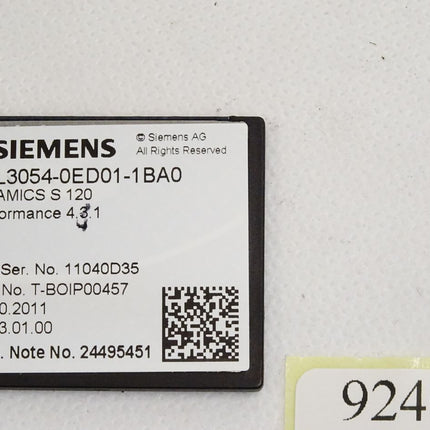 SIEMENS
© Siemens AG
All Rights Reserved
L3054-0ED01-1BA0
AMICS S 120
ormance 4.3.1
Ser. No. 11040D35
No. T-BOIP00457
0.2011
3.01.00
. Note No. 24495451
924